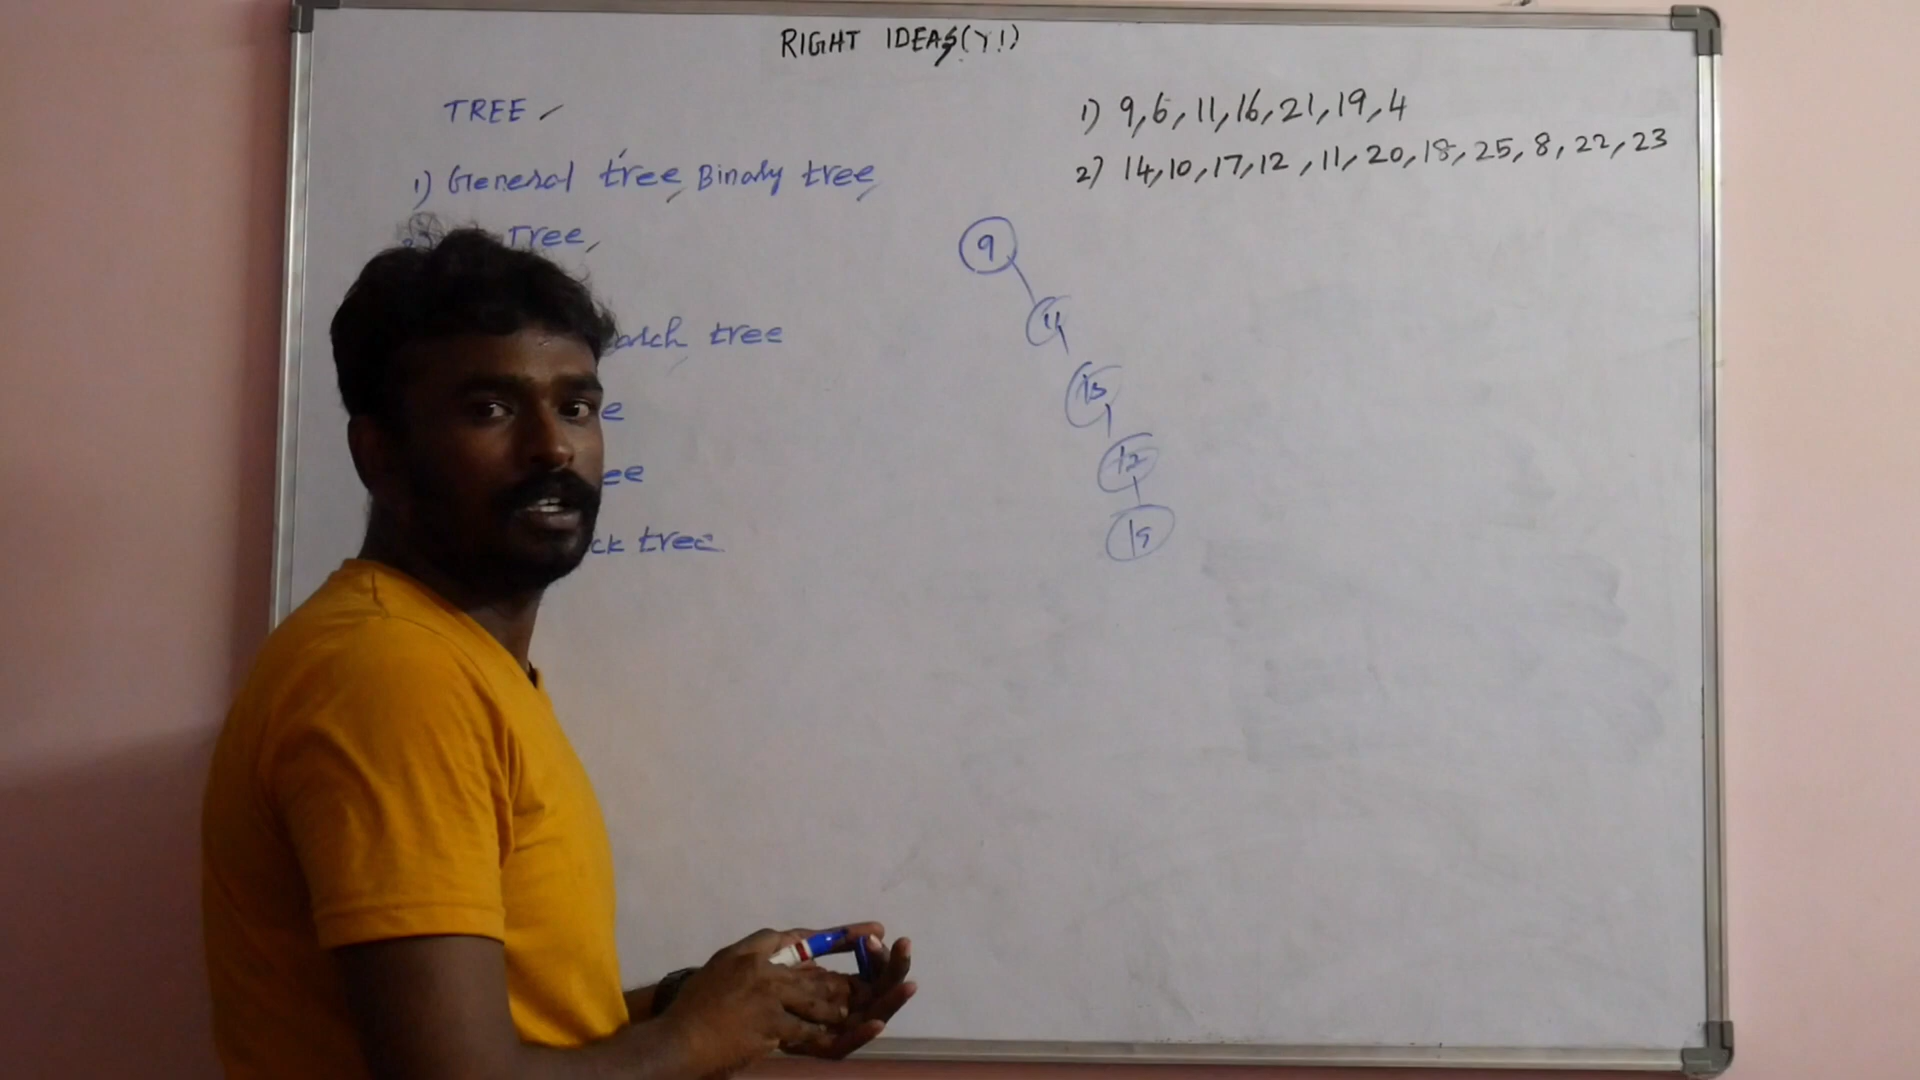 RIGHT IDEAS(Y!)
TREE
1) General tree, Binary tree,
Tree,
tree
tree
1) 9, 6, 11, 16, 21, 19, 4
2) 14, 10, 17, 12, 11, 20, 18, 25, 8, 22, 23
9
11